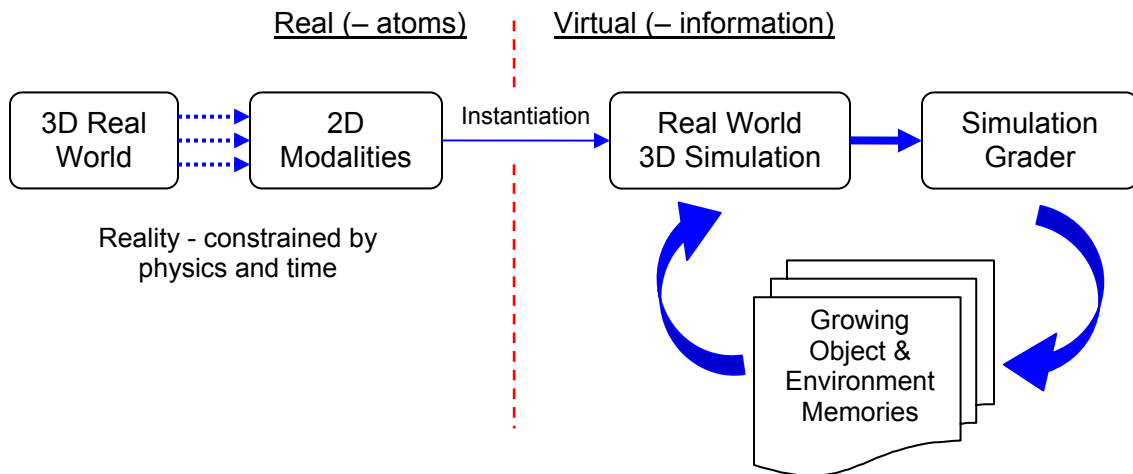 Real (– atoms)
Virtual (– information)
3D Real
World
2D
Modalities
Instantiation
Real World
3D Simulation
Simulation
Grader
Reality - constrained by
physics and time
Growing
Object &
Environment
Memories